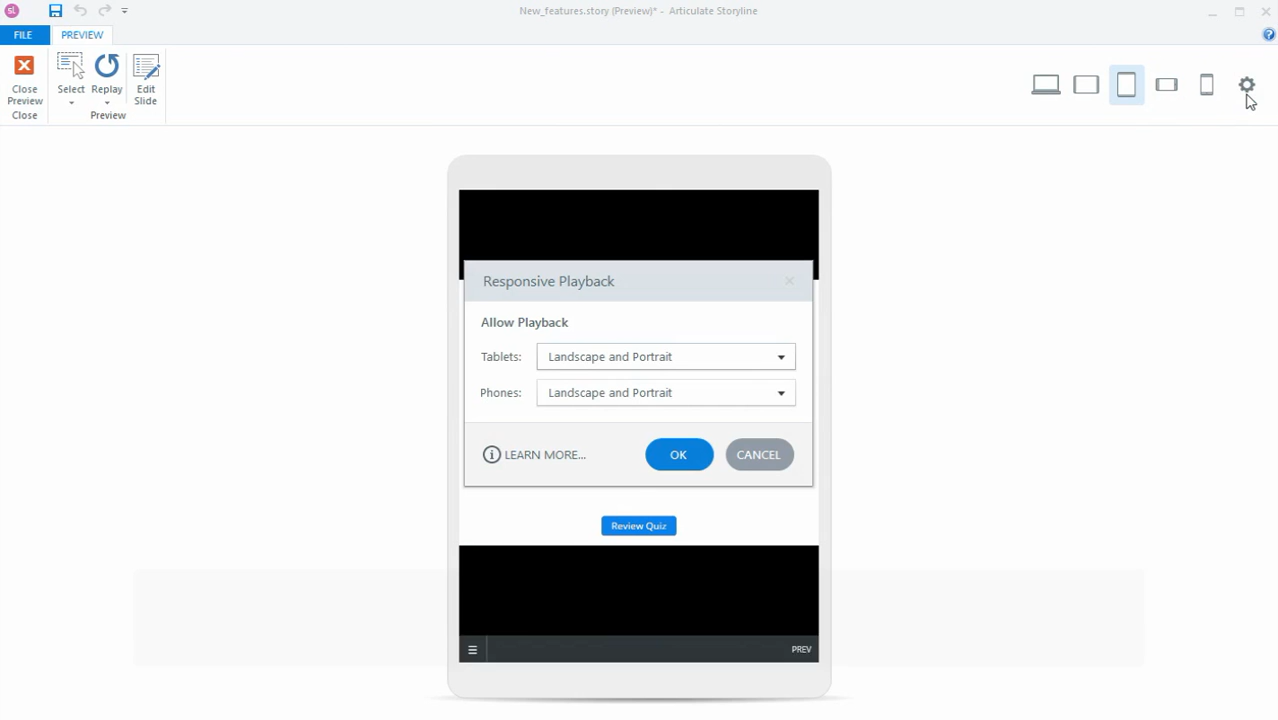 sl
New_features.story (Preview)* - Articulate Storyline
FILE
PREVIEW
?
Close
Preview
Select
Replay
Edit
Slide
Close
Preview
Responsive Playback
Allow Playback
Tablets: Landscape and Portrait
Phones: Landscape and Portrait
i LEARN MORE...
OK
CANCEL
Review Quiz
PREV